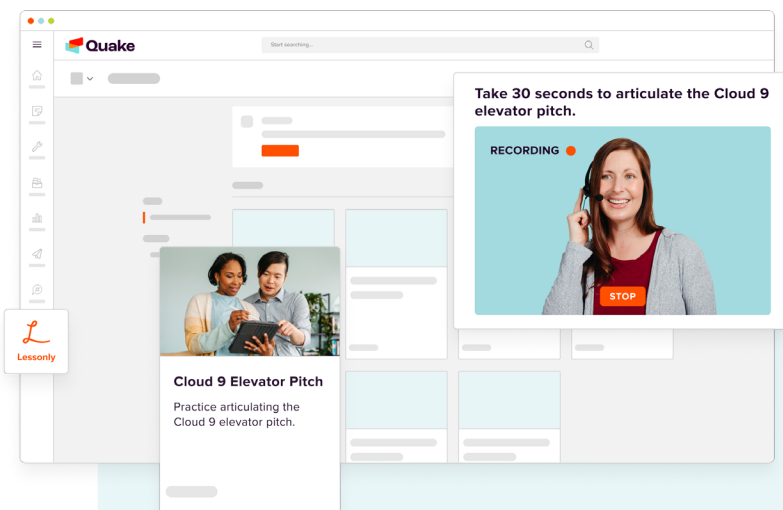 Quake
Start searching...
Take 30 seconds to articulate the Cloud 9
elevator pitch.
RECORDING
STOP
Lessonly
Cloud 9 Elevator Pitch
Practice articulating the
Cloud 9 elevator pitch.